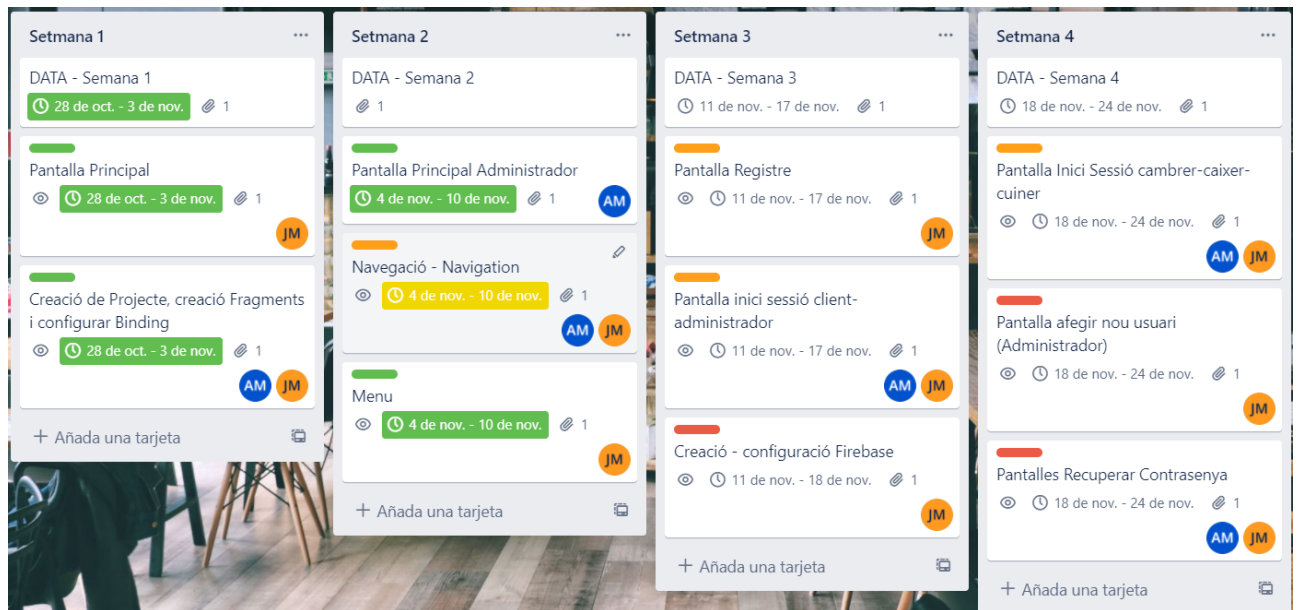 Setmana 1
DATA - Semana 1
28 de oct. - 3 de nov. 1
Pantalla Principal
28 de oct. - 3 de nov. 1
JM
Creació de Projecte, creació Fragments
i configurar Binding
28 de oct. - 3 de nov. 1
AM JM
+ Añada una tarjeta
Setmana 2
DATA - Semana 2
1
Pantalla Principal Administrador
4 de nov. - 10 de nov. 1
AM
Navegació - Navigation
4 de nov. - 10 de nov. 1
AM JM
Menu
4 de nov. - 10 de nov. 1
JM
+ Añada una tarjeta
Setmana 3
DATA - Semana 3
11 de nov. - 17 de nov. 1
Pantalla Registre
11 de nov. - 17 de nov. 1
JM
Pantalla inici sessió client-
administrador
11 de nov. - 17 de nov. 1
AM JM
Creació - configuració Firebase
11 de nov. - 18 de nov. 1
JM
+ Añada una tarjeta
Setmana 4
DATA - Semana 4
18 de nov. - 24 de nov. 1
Pantalla Inici Sessió cambrer-caixer-
cuiner
18 de nov. - 24 de nov. 1
AM JM
Pantalla afegir nou usuari
(Administrador)
18 de nov. - 24 de nov. 1
JM
Pantalles Recuperar Contrasenya
18 de nov. - 24 de nov. 1
AM JM
+ Añada una tarjeta